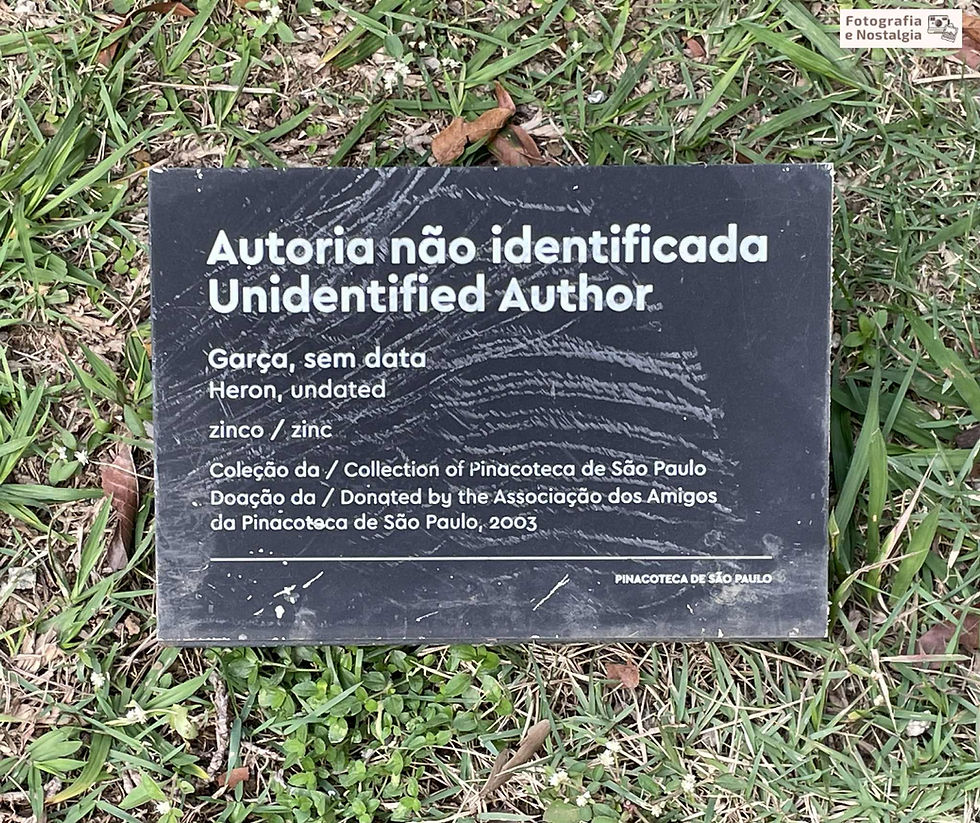 Fotografia
e Nostalgia
Autoria não identificada
Unidentified Author
Garça, sem data
Heron, undated
zinco / zinc
Coleção da / Collection of Pinacoteca de São Paulo
Doação da / Donated by the Associação dos Amigos
da Pinacoteca de São Paulo, 2003
PINACOTECA DE SÃO PAULO